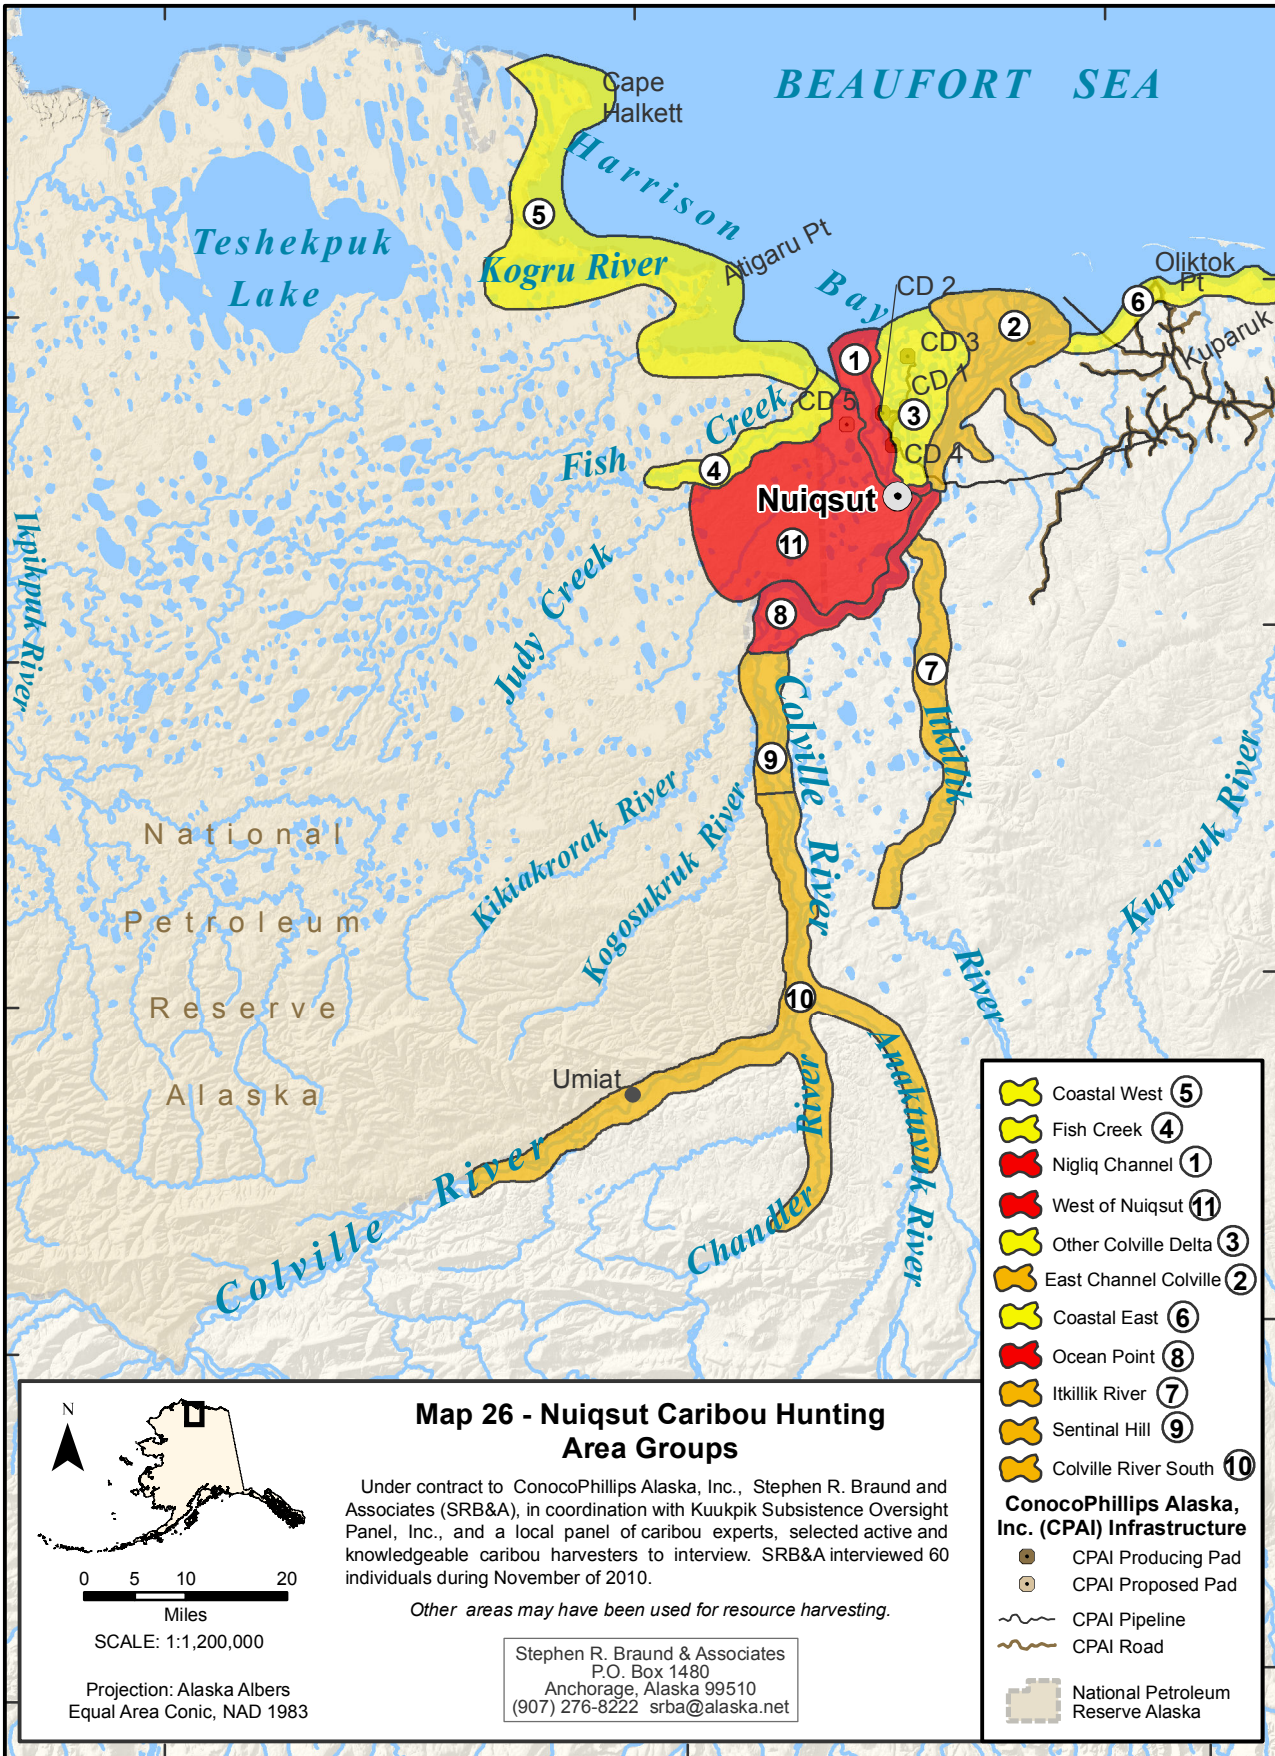 BEAUFORT SEA
Cape
Halkett
Harrison
Bay
Teshekpuk
Lake
5
Kogru River
Atigaru Pt
Oliktok
Pt
6
CD 2
2
Kuparuk
1
CD 3
CD 1
CD 5
3
Fish
Creek
4
CD 4
Nuiqsut
11
8
Ikpikpuk River
Judy Creek
7
Itkillik
River
Colville River
9
Kikiakrorak River
Kogosukruk River
Kuparuk River
National
Petroleum
Reserve
Alaska
10
Umiat
Anaktuvuk River
Chandler
River
Colville River
Coastal West 5
Fish Creek 4
Nigliq Channel 1
West of Nuiqsut 11
Other Colville Delta 3
East Channel Colville 2
Coastal East 6
Ocean Point 8
Itkillik River 7
Sentinal Hill 9
Colville River South 10
ConocoPhillips Alaska,
Inc. (CPAI) Infrastructure
CPAI Producing Pad
CPAI Proposed Pad
CPAI Pipeline
CPAI Road
National Petroleum
Reserve Alaska
N
0 5 10 20
Miles
SCALE: 1:1,200,000
Projection: Alaska Albers
Equal Area Conic, NAD 1983
Map 26 - Nuiqsut Caribou Hunting
Area Groups
Under contract to ConocoPhillips Alaska, Inc., Stephen R. Braund and
Associates (SRB&A), in coordination with Kuukpik Subsistence Oversight
Panel, Inc., and a local panel of caribou experts, selected active and
knowledgeable caribou harvesters to interview. SRB&A interviewed 60
individuals during November of 2010.
Other areas may have been used for resource harvesting.
Stephen R. Braund & Associates
P.O. Box 1480
Anchorage, Alaska 99510
(907) 276-8222 srba@alaska.net